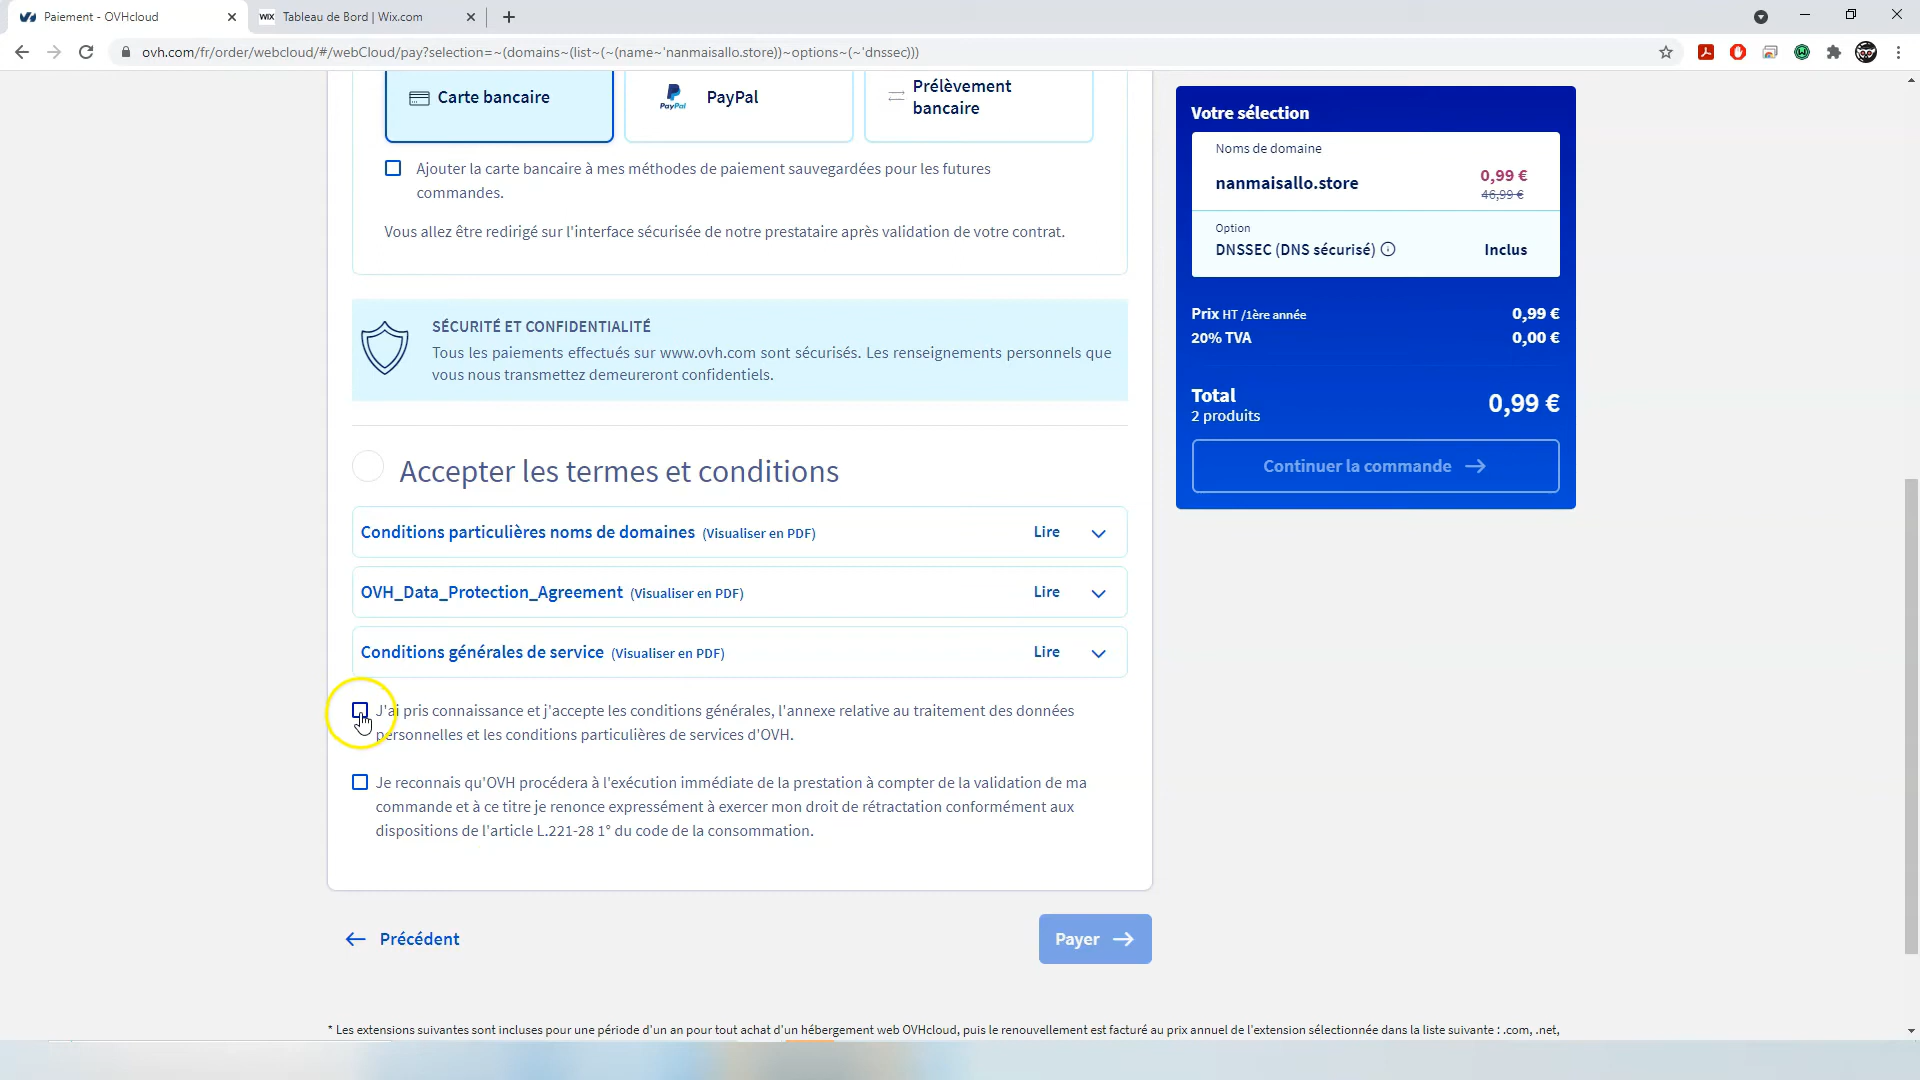 Paiement - OVHcloud
WIX Tableau de Bord | Wix.com
ovh.com/fr/order/webcloud/#/webCloud/pay?selection=~(domains~(list~(~(name~'nanmaisallo.store))~options~(~'dnssec)))
Carte bancaire
PayPal
PayPal
Prélèvement
bancaire
Ajouter la carte bancaire à mes méthodes de paiement sauvegardées pour les futures
commandes.
Vous allez être redirigé sur l'interface sécurisée de notre prestataire après validation de votre contrat.
SÉCURITÉ ET CONFIDENTIALITÉ
Tous les paiements effectués sur www.ovh.com sont sécurisés. Les renseignements personnels que
vous nous transmettez demeureront confidentiels.
Accepter les termes et conditions
Conditions particulières noms de domaines (Visualiser en PDF) Lire
OVH_Data_Protection_Agreement (Visualiser en PDF) Lire
Conditions générales de service (Visualiser en PDF) Lire
J'ai pris connaissance et j'accepte les conditions générales, l'annexe relative au traitement des données
personnelles et les conditions particulières de services d'OVH.
Je reconnais qu'OVH procédera à l'exécution immédiate de la prestation à compter de la validation de ma
commande et à ce titre je renonce expressément à exercer mon droit de rétractation conformément aux
dispositions de l'article L.221-28 1° du code de la consommation.
Précédent
Payer
* Les extensions suivantes sont incluses pour une période d'un an pour tout achat d'un hébergement web OVHcloud, puis le renouvellement est facturé au prix annuel de l'extension sélectionnée dans la liste suivante : .com, .net,
Votre sélection
Noms de domaine
nanmaisallo.store 0,99 €
46,99 €
Option
DNSSEC (DNS sécurisé) Inclus
Prix HT /1ère année 0,99 €
20% TVA 0,00 €
Total 0,99 €
2 produits
Continuer la commande